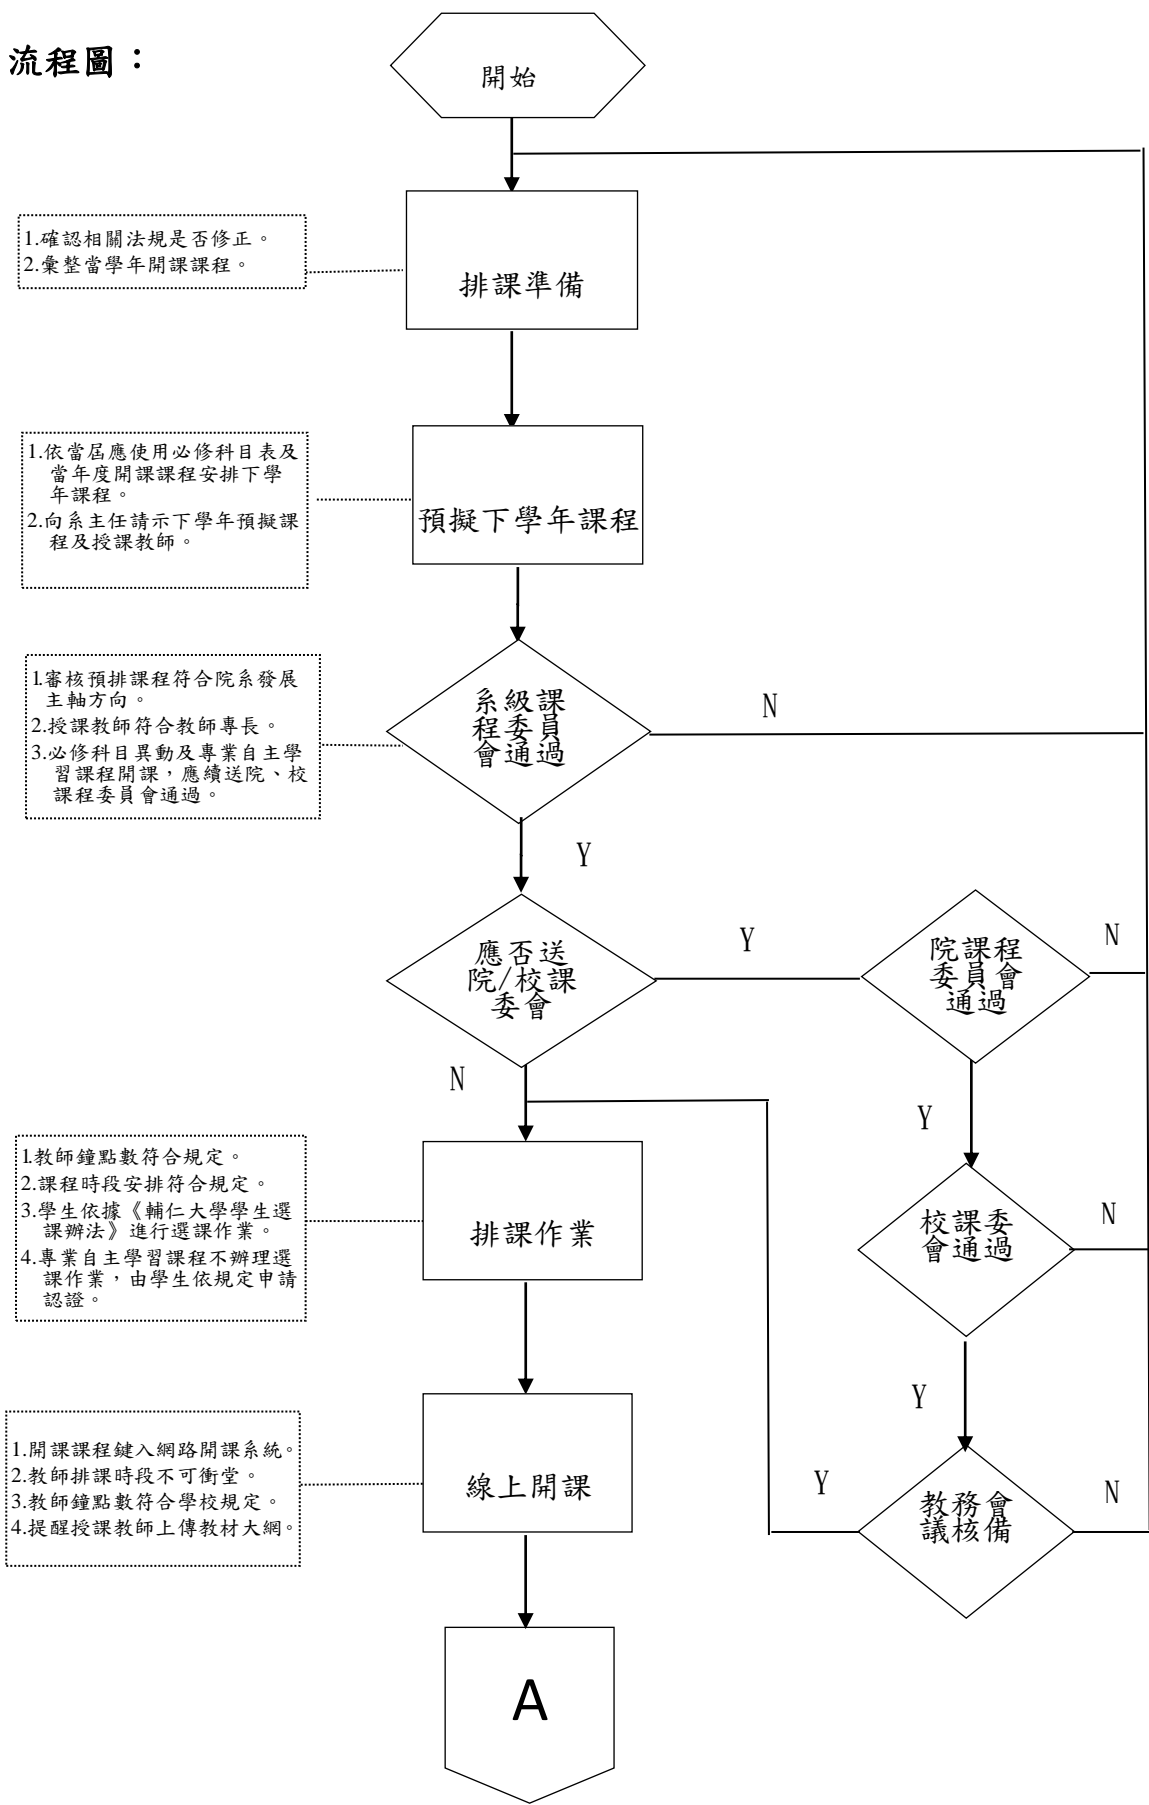 流程圖：
開始
1.確認相關法規是否修正。
2.彙整當學年開課課程。
排課準備
1.依當屆應使用必修科目表及
當年度開課課程安排下學
年課程。
2.向系主任請示下學年預擬課
程及授課教師。
預擬下學年課程
1.審核預排課程符合院系發展
主軸方向。
2.授課教師符合教師專長。
3.必修科目異動及專業自主學
習課程開課，應續送院、校
課程委員會通過。
系級課
程委員
會通過
N
Y
應否送
院/校課
委會
Y
院課程
委員會
通過
N
N
Y
1.教師鐘點數符合規定。
2.課程時段安排符合規定。
3.學生依據《輔仁大學學生選
課辦法》進行選課作業。
4.專業自主學習課程不辦理選
課作業，由學生依規定申請
認證。
排課作業
校課委
會通過
N
Y
1.開課課程鍵入網路開課系統。
2.教師排課時段不可衝堂。
3.教師鐘點數符合學校規定。
4.提醒授課教師上傳教材大網。
線上開課
Y
教務會
議核備
N
A